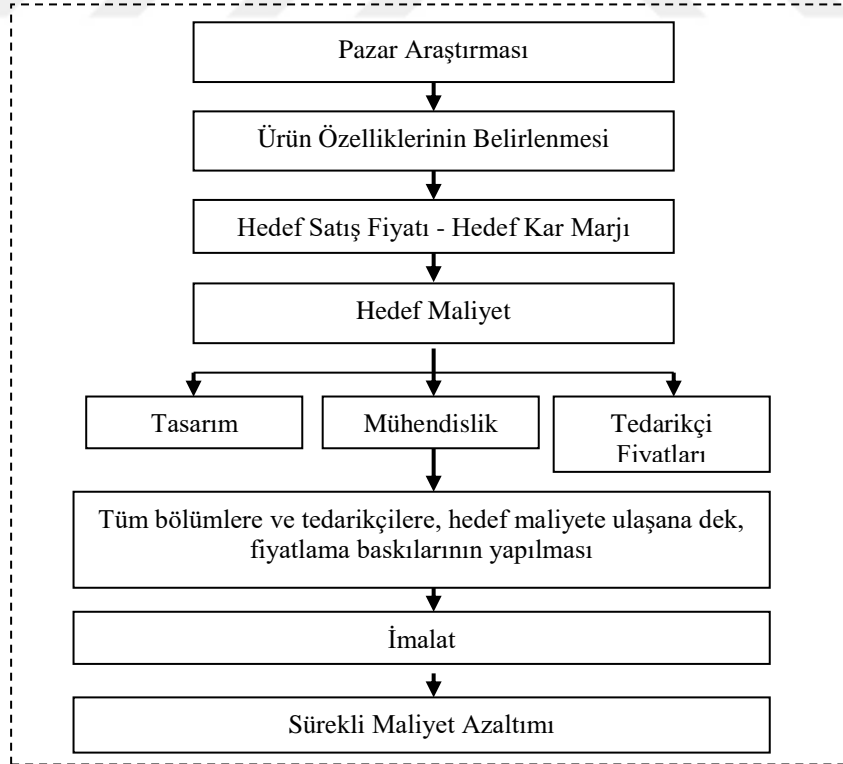 Pazar Araştırması
Ürün Özelliklerinin Belirlenmesi
Hedef Satış Fiyatı - Hedef Kar Marjı
Hedef Maliyet
Tasarım
Mühendislik
Tedarikçi
Fiyatları
Tüm bölümlere ve tedarikçilere, hedef maliyete ulaşana dek,
fiyatlama baskılarının yapılması
İmalat
Sürekli Maliyet Azaltımı